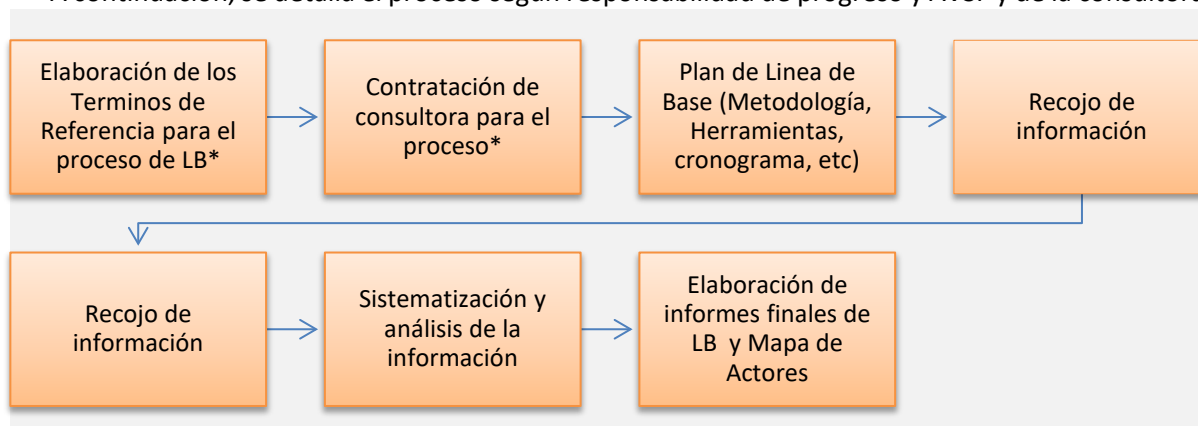 Elaboración de los
Terminos de
Referencia para el
proceso de LB*
Contratación de
consultora para el
proceso*
Plan de Linea de
Base (Metodología,
Herramientas,
cronograma, etc)
Recojo de
información
Recojo de
información
Sistematización y
análisis de la
información
Elaboración de
informes finales de
LB y Mapa de
Actores